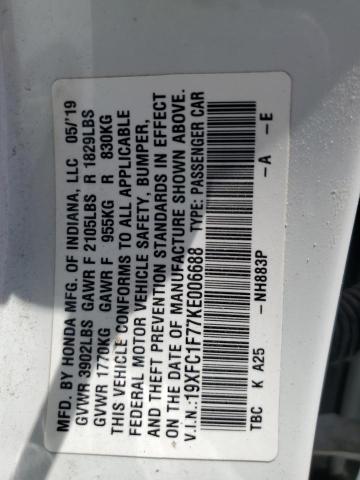 MFD. BY HONDA MFG. OF INDIANA, LLC 05/'19
GVWR 3902LBS GAWR F 2105LBS R 1829LBS
GVWR 1770KG GAWR F 955KG R 830KG
THIS VEHICLE CONFORMS TO ALL APPLICABLE
FEDERAL MOTOR VEHICLE SAFETY, BUMPER,
AND THEFT PREVENTION STANDARDS IN EFFECT
ON THE DATE OF MANUFACTURE SHOWN ABOVE.
V.I.N.:19XFC1F77KE006688 TYPE: PASSENGER CAR
TBC K A25 -NH883P -A -E